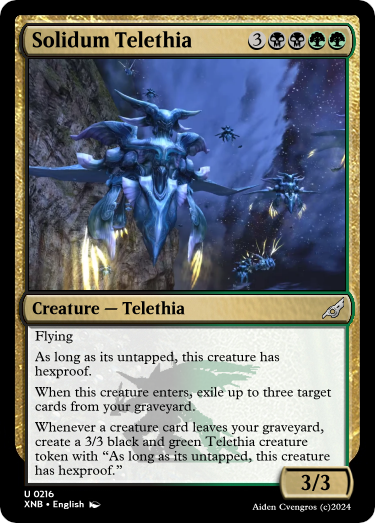 Solidum Telethia 3
Creature — Telethia
Flying
As long as its untapped, this creature has
hexproof.
When this creature enters, exile up to three target
cards from your graveyard.
Whenever a creature card leaves your graveyard,
create a 3/3 black and green Telethia creature
token with “As long as its untapped, this creature
has hexproof.”
3/3
U 0216
XNB • English
Aiden Cvengros (c)2024